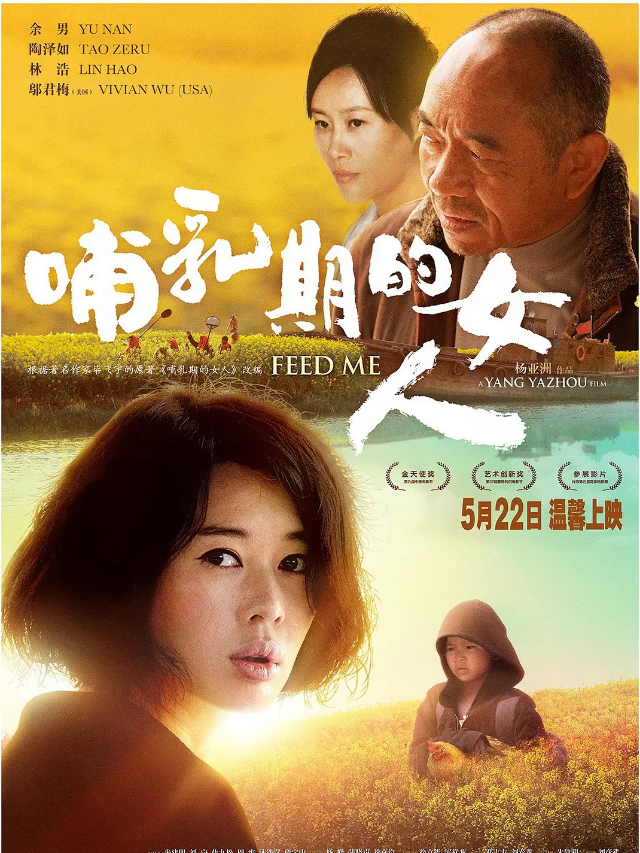 余男 YU NAN
陶泽如 TAO ZERU
林浩 LIN HAO
邬君梅(美国) VIVIAN WU (USA)
哺乳期的女人
根据著名作家毕飞宇的原著《哺乳期的女人》改编
FEED ME
杨亚洲 作品
A YANG YAZHOU FILM
金天使奖
艺术创新奖
参展影片
5月22日 温馨上映